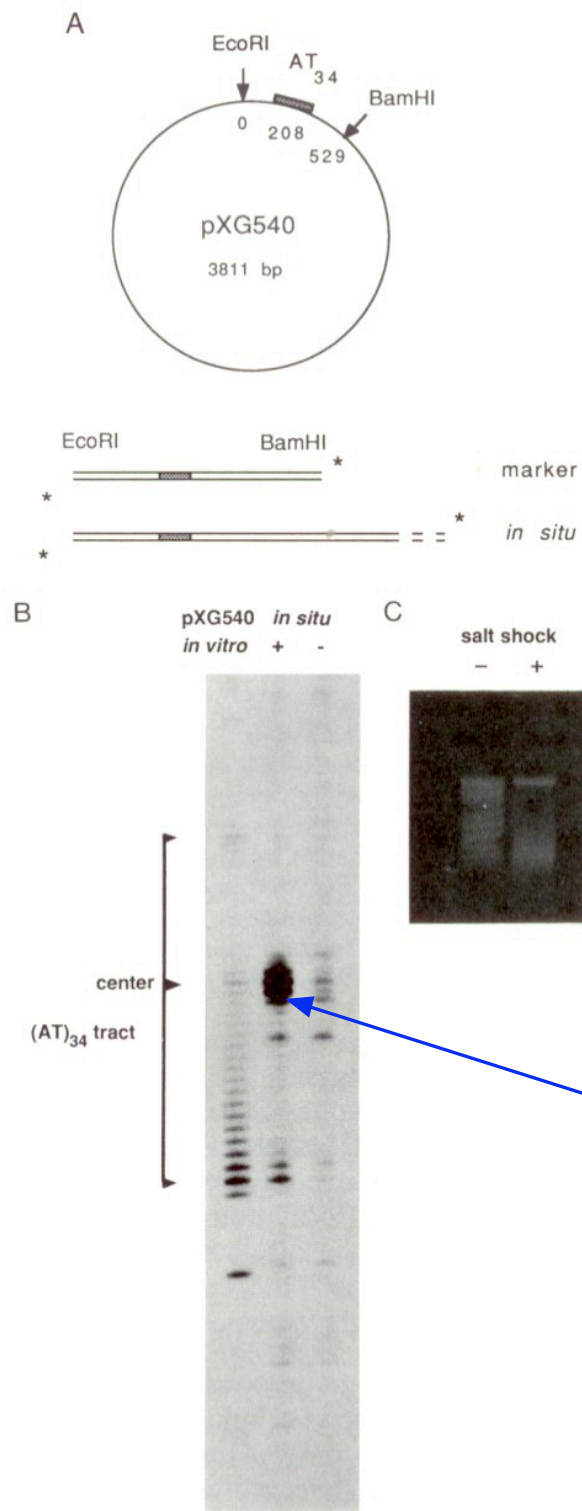 A
EcoRI
AT
34
BamHI
0
208
529
pXG540
3811 bp
EcoRI
BamHI
*
marker
*
*
in situ
*
B
pXG540 in situ
in vitro + -
C
salt shock
– +
center
(AT)34 tract